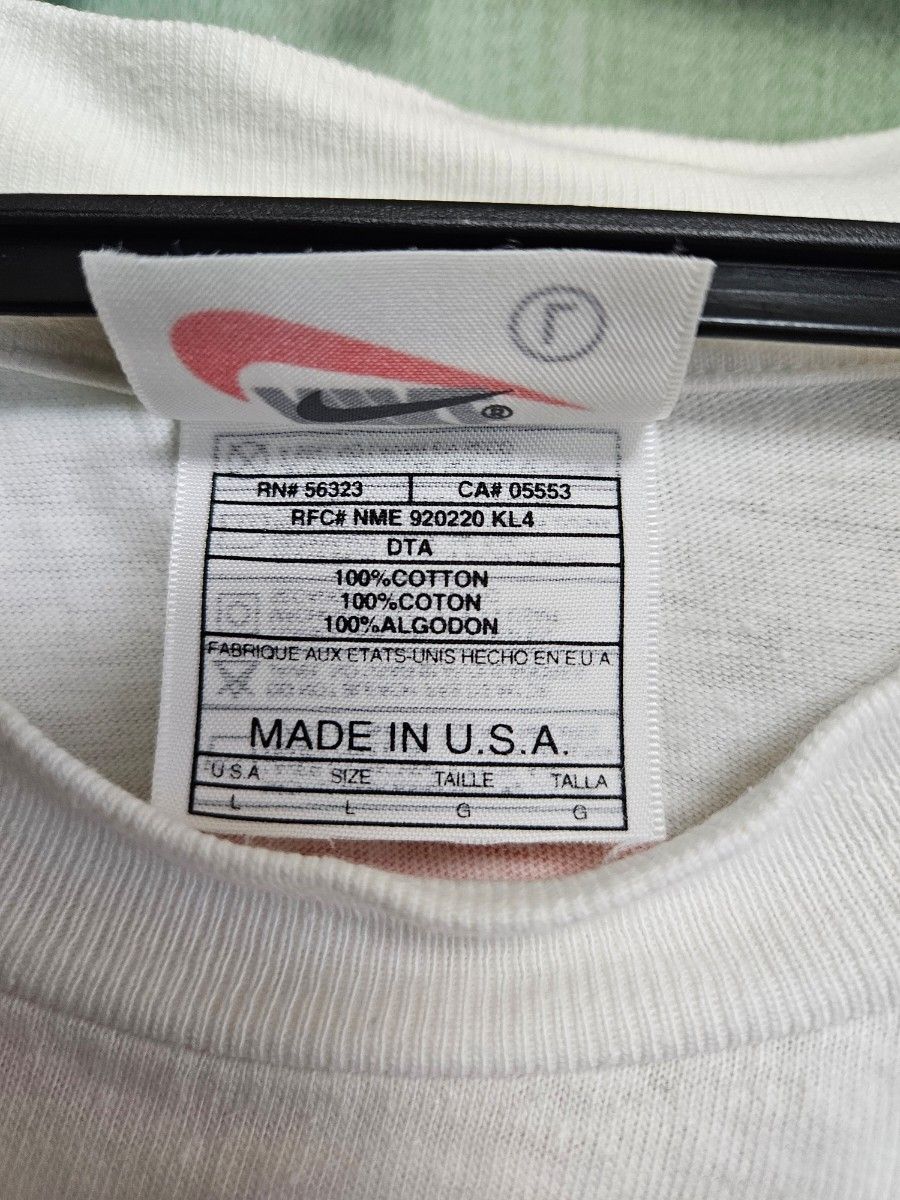 L
®
RN# 56323 CA# 05553
RFC# NME 920220 KL4
DTA
100%COTTON
100%COTON
100%ALGODON
FABRIQUE AUX ETATS-UNIS HECHO EN E.U.A.
MADE IN U.S.A.
U.S.A. SIZE TAILLE TALLA
L L G G